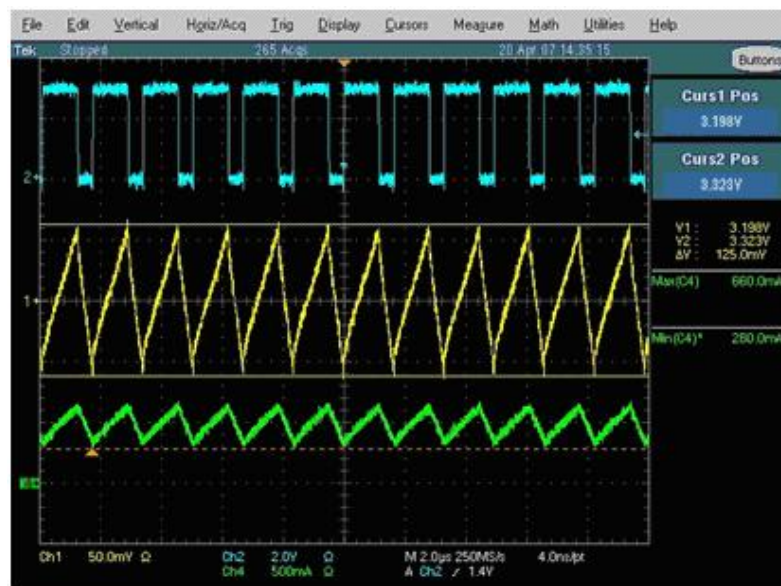 File Edit Vertical Horiz/Acq Trig Display Cursors Measure Math Utilities Help
Tek Stopped 265 Acqs 20 Apr 07 14:35:15
Buttons
Curs1 Pos
3.198V
Curs2 Pos
3.323V
V1: 3.198V
V2: 3.323V
ΔV: 125.0mV
Max(C4) 660.0m
Min(C4)* 280.0m
2
1
Ch1 50.0mV Ω Ch2 2.0V Ω M 2.0µs 250MS/s 4.0ns/pt
Ch4 500mA Ω A Ch2 ⁄ 1.4V